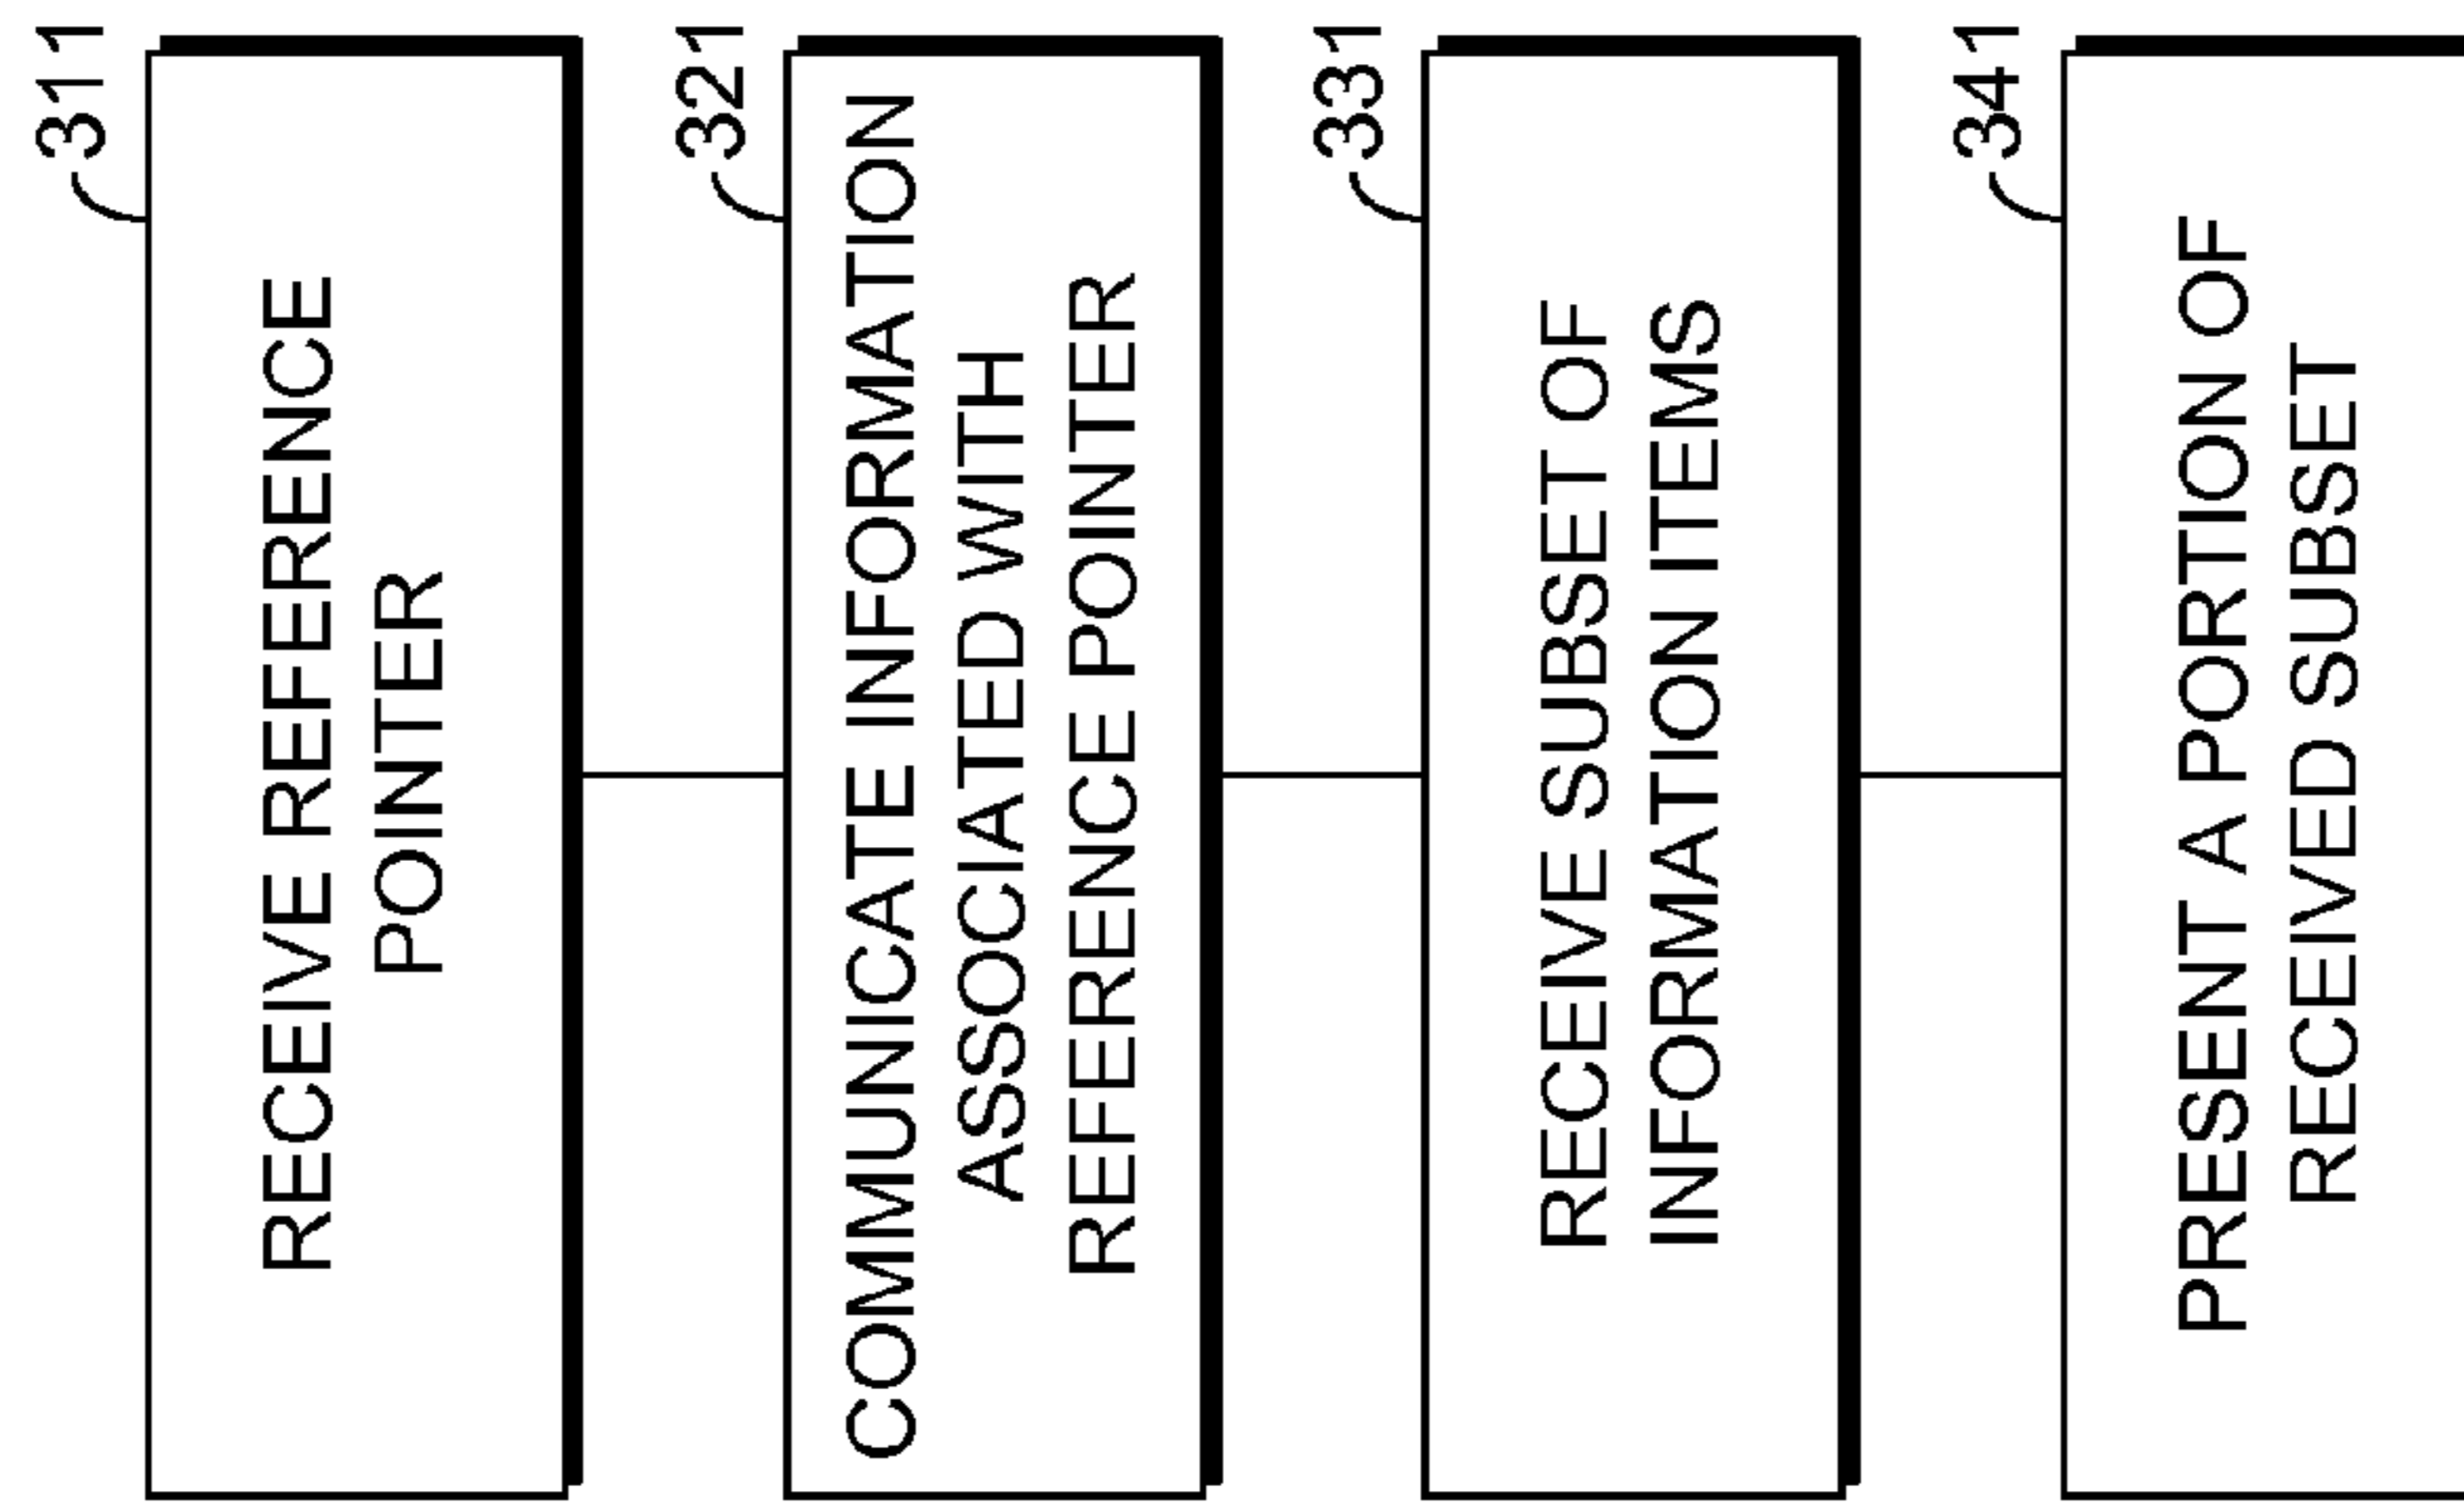 311
RECEIVE REFERENCE
POINTER
321
COMMUNICATE INFORMATION
ASSOCIATED WITH
REFERENCE POINTER
331
RECEIVE SUBSET OF
INFORMATION ITEMS
341
PRESENT A PORTION OF
RECEIVED SUBSET